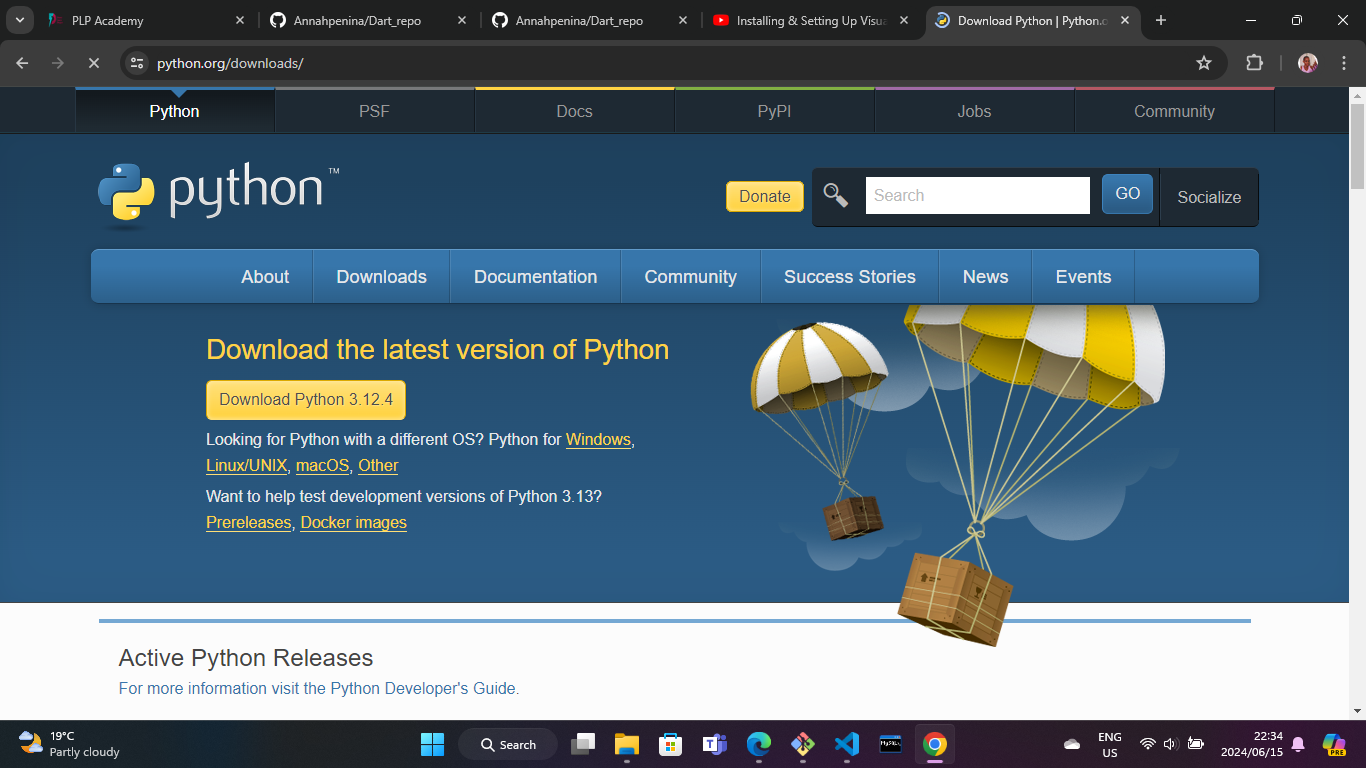 PLP Academy
Annahpenina/Dart_repo
Annahpenina/Dart_repo
Installing & Setting Up Visua
Download Python | Python.o
python.org/downloads/
Python
PSF
Docs
PyPI
Jobs
Community
python™
Donate
Search
GO
Socialize
About
Downloads
Documentation
Community
Success Stories
News
Events
Download the latest version of Python
Download Python 3.12.4
Looking for Python with a different OS? Python for Windows,
Linux/UNIX, macOS, Other
Want to help test development versions of Python 3.13?
Prereleases, Docker images
Active Python Releases
For more information visit the Python Developer's Guide.
19°C
Partly cloudy
Search
ENG
US
22:34
2024/06/15
PRE